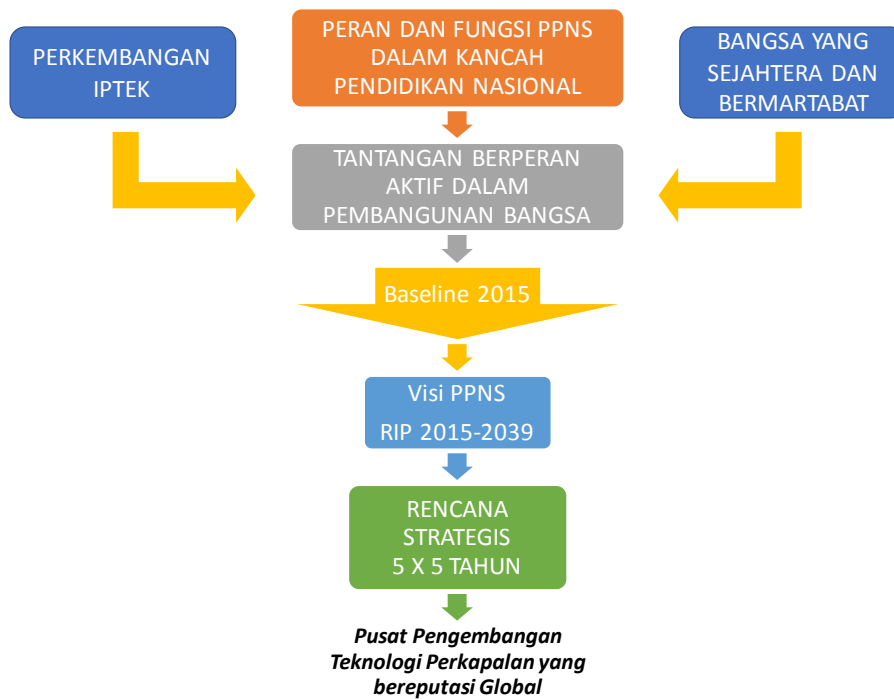 PERKEMBANGAN
IPTEK
PERAN DAN FUNGSI PPNS
DALAM KANCAH
PENDIDIKAN NASIONAL
BANGSA YANG
SEJAHTERA DAN
BERMARTABAT
TANTANGAN BERPERAN
AKTIF DALAM
PEMBANGUNAN BANGSA
Baseline 2015
Visi PPNS
RIP 2015-2039
RENCANA
STRATEGIS
5 X 5 TAHUN
Pusat Pengembangan
Teknologi Perkapalan yang
bereputasi Global